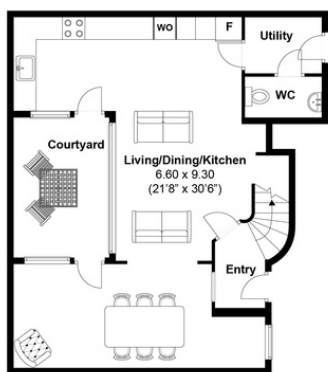 WO
F
Utility
WC
Courtyard
Living/Dining/Kitchen
6.60 x 9.30
(21'8" x 30'6")
Entry